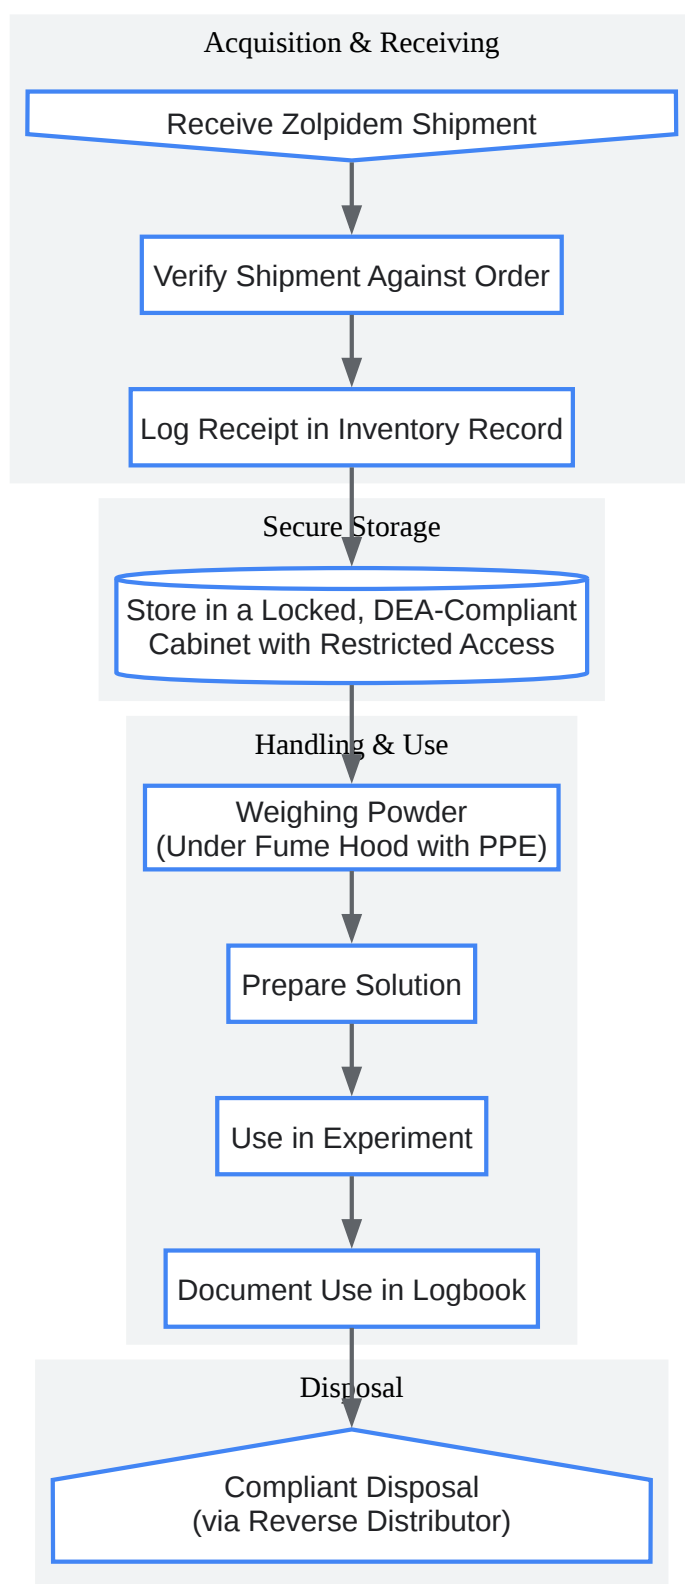 Acquisition & Receiving
Receive Zolpidem Shipment
Verify Shipment Against Order
Log Receipt in Inventory Record
Secure Storage
Store in a Locked, DEA-Compliant
Cabinet with Restricted Access
Handling & Use
Weighing Powder
(Under Fume Hood with PPE)
Prepare Solution
Use in Experiment
Document Use in Logbook
Disposal
Compliant Disposal
(via Reverse Distributor)